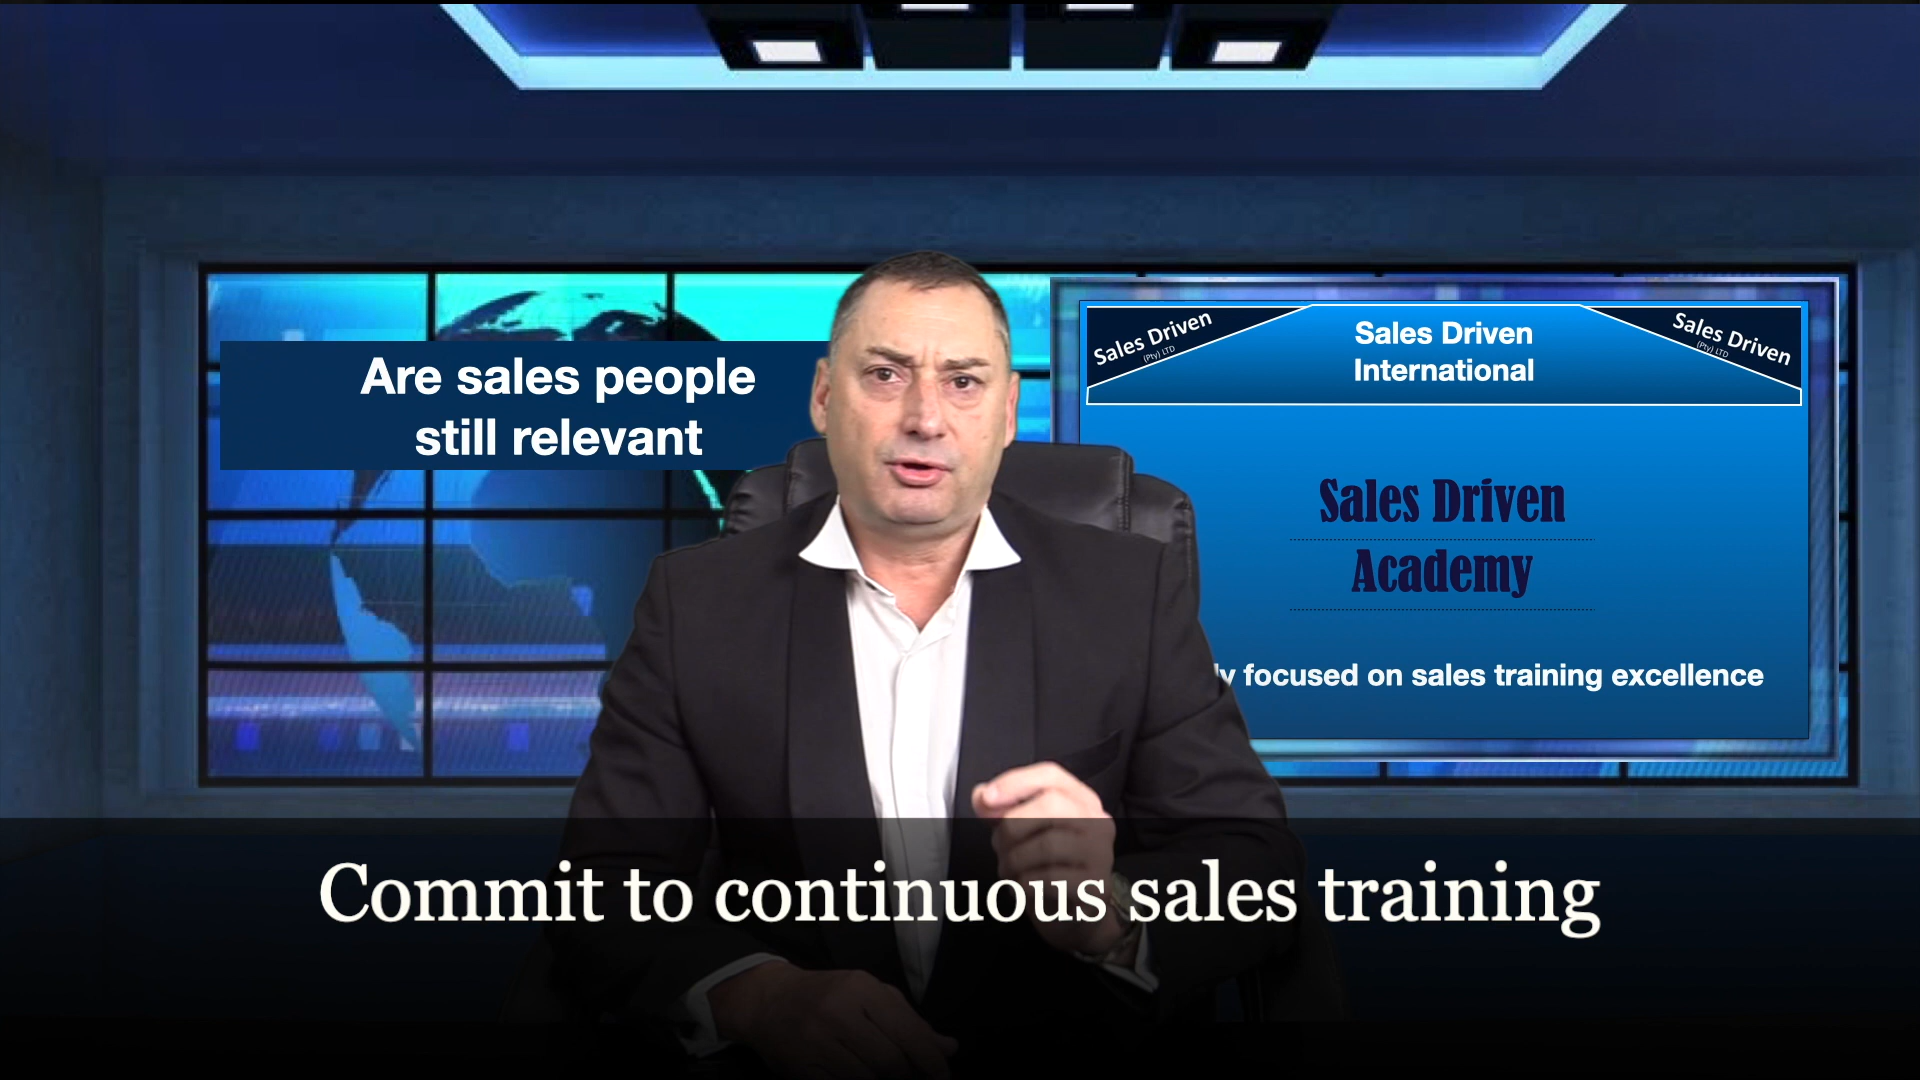 Are sales people
still relevant
Sales Driven
(Pty) LTD
Sales Driven
International
Sales Driven
(Pty) LTD
Sales Driven
Academy
focused on sales training excellence
Commit to continuous sales training